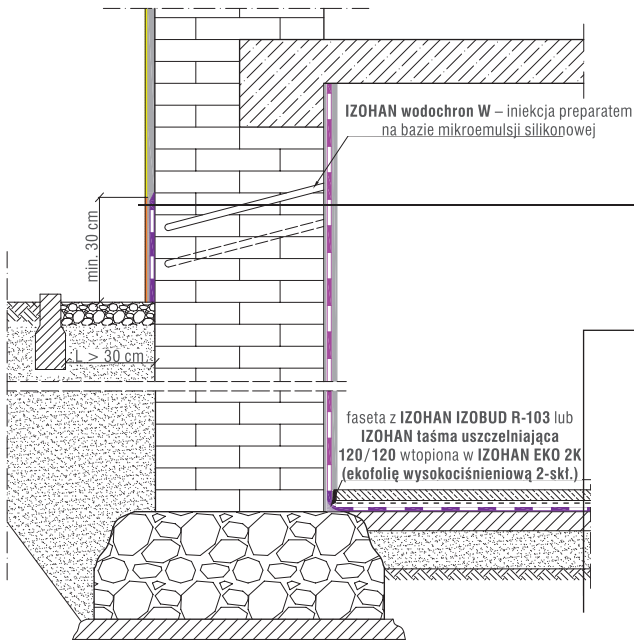 IZOHAN wodochron W – iniekcja preparatem
na bazie mikroemulsji silikonowej
min. 30 cm
L > 30 cm
faseta z IZOHAN IZOBUD R-103 lub
IZOHAN taśma uszczelniająca
120/120 wtopiona w IZOHAN EKO 2K
(ekofolię wysokociśnieniową 2-skł.)